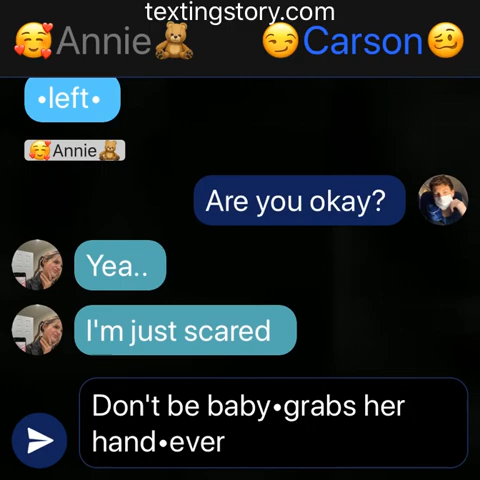 textingstory.com
🥰Annie🧸 😏Carson🥴
•left•
🥰Annie🧸
Are you okay?
Yea..
I'm just scared
Don't be baby•grabs her
hand•ever